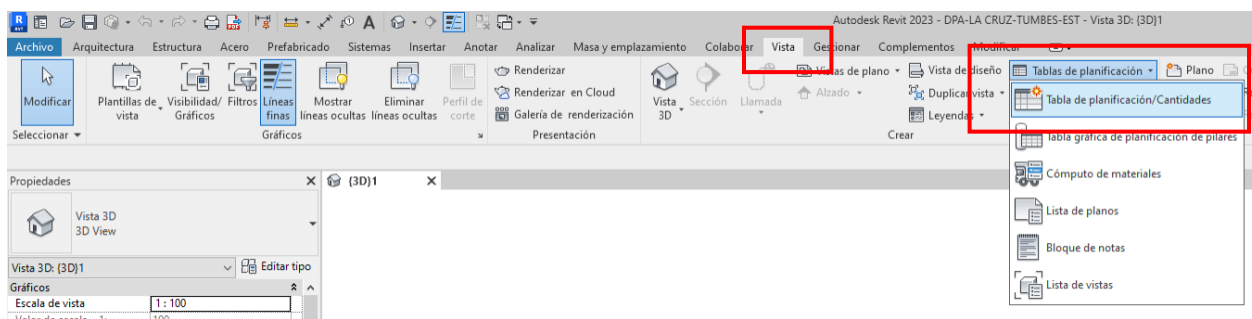 Autodesk Revit 2023 - DPA-LA CRUZ-TUMBES-EST - Vista 3D: {3D}1
Archivo Arquitectura Estructura Acero Prefabricado Sistemas Insertar Anotar Analizar Masa y emplazamiento Colaborar Vista Gestionar Complementos Modificar
Modificar
Seleccionar
Plantillas de vista
Visibilidad/ Gráficos
Filtros
Líneas finas
Mostrar líneas ocultas
Eliminar líneas ocultas
Perfil de corte
Gráficos
Renderizar
Renderizar en Cloud
Galería de renderización
Presentación
Vista 3D
Sección
Llamada
Vistas de plano
Alzado
Vista de diseño
Duplicar vista
Leyendas
Crear
Tablas de planificación
Plano
Tabla de planificación/Cantidades
Tabla gráfica de planificación de pilares
Cómputo de materiales
Lista de planos
Bloque de notas
Lista de vistas
Propiedades
{3D}1
Vista 3D
3D View
Vista 3D: {3D}1
Editar tipo
Gráficos
Escala de vista 1 : 100